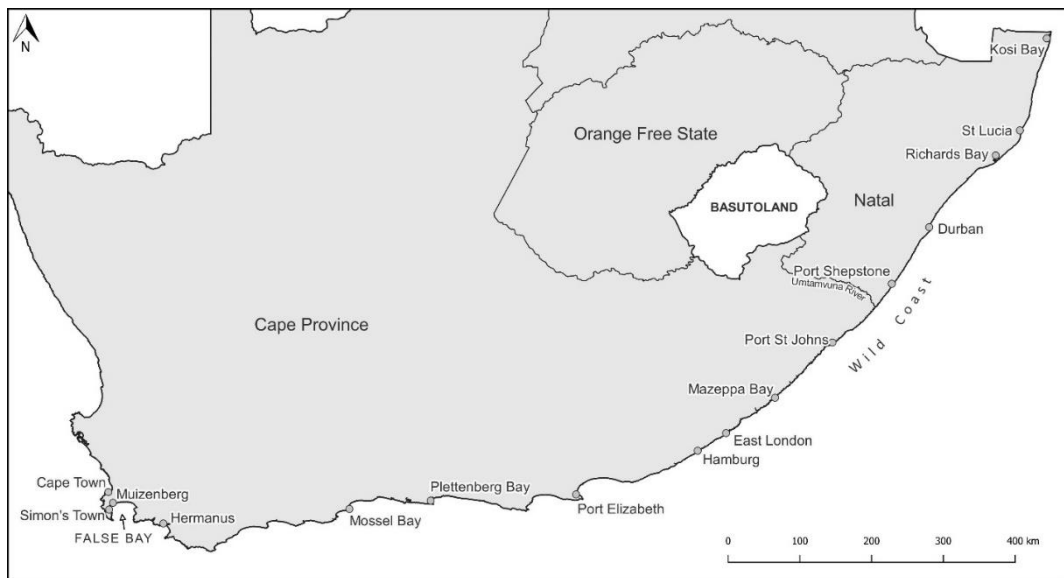 N
Kosi Bay
St Lucia
Orange Free State
Richards Bay
BASUTOLAND
Natal
Durban
Port Shepstone
Umtamvuna River
Wild Coast
Cape Province
Port St Johns
Mazeppa Bay
East London
Hamburg
Cape Town
Muizenberg
Plettenberg Bay
Port Elizabeth
Simon's Town
Hermanus
Mossel Bay
FALSE BAY
0 100 200 300 400 km